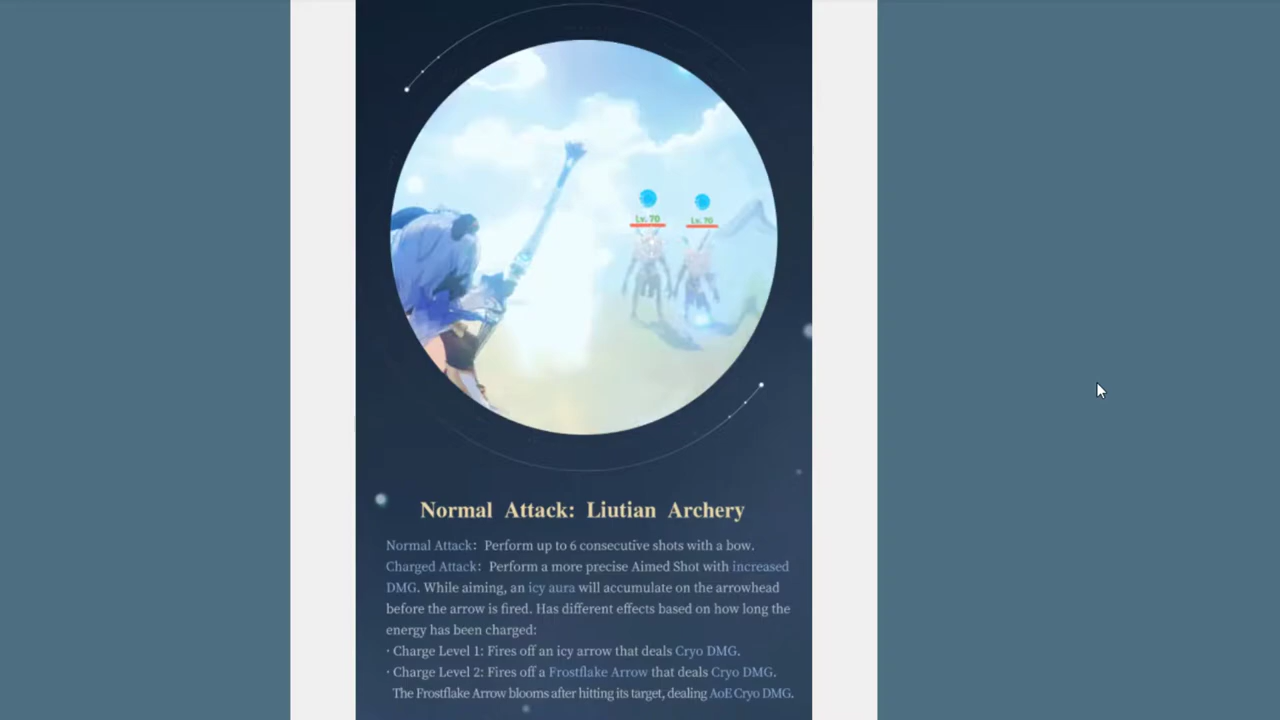 Lv. 70
Lv. 70
Normal Attack: Liutian Archery
Normal Attack: Perform up to 6 consecutive shots with a bow.
Charged Attack: Perform a more precise Aimed Shot with increased
DMG. While aiming, an icy aura will accumulate on the arrowhead
before the arrow is fired. Has different effects based on how long the
energy has been charged:
· Charge Level 1: Fires off an icy arrow that deals Cryo DMG.
· Charge Level 2: Fires off a Frostflake Arrow that deals Cryo DMG.
The Frostflake Arrow blooms after hitting its target, dealing AoE Cryo DMG.